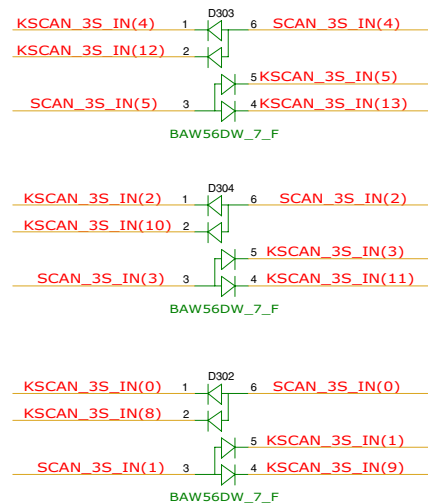 D303
KSCAN_3S_IN(4) 1 6 SCAN_3S_IN(4)
KSCAN_3S_IN(12) 2
5 KSCAN_3S_IN(5)
SCAN_3S_IN(5) 3 4 KSCAN_3S_IN(13)
BAW56DW_7_F
D304
KSCAN_3S_IN(2) 1 6 SCAN_3S_IN(2)
KSCAN_3S_IN(10) 2
5 KSCAN_3S_IN(3)
SCAN_3S_IN(3) 3 4 KSCAN_3S_IN(11)
BAW56DW_7_F
D302
KSCAN_3S_IN(0) 1 6 SCAN_3S_IN(0)
KSCAN_3S_IN(8) 2
5 KSCAN_3S_IN(1)
SCAN_3S_IN(1) 3 4 KSCAN_3S_IN(9)
BAW56DW_7_F